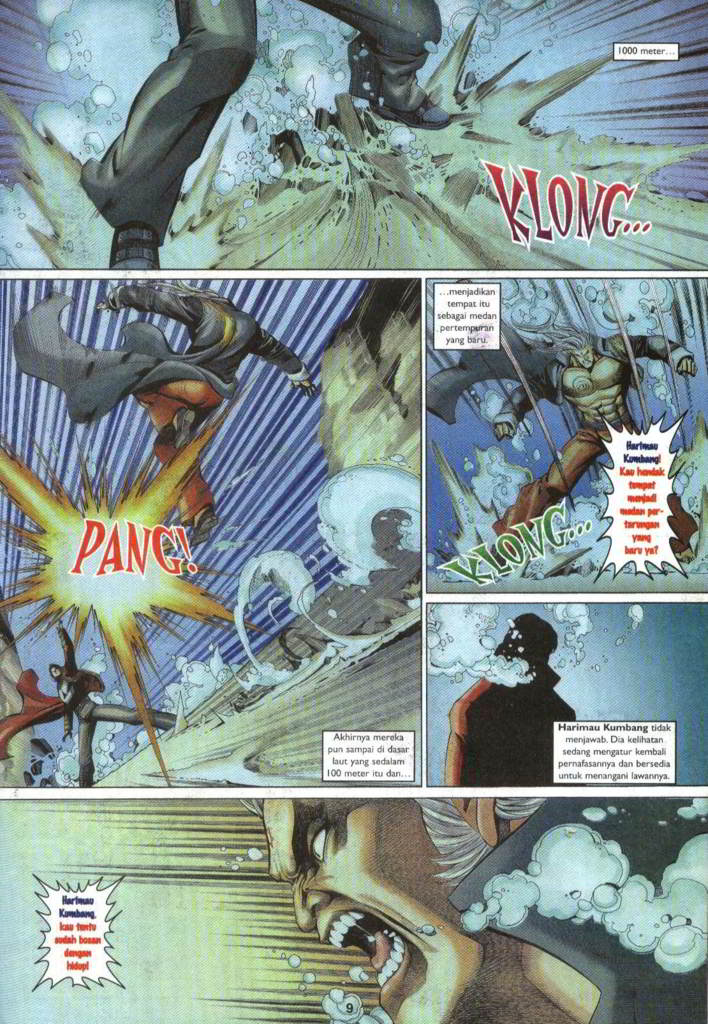 1000 meter...
KLONG...
PANG!
Akhirnya mereka
pun sampai di dasar
laut yang sedalam
100 meter itu dan...
...menjadikan
tempat itu
sebagai medan
pertempuran
yang baru.
Harimau
Kumbang!
Kau hendak
tempat
menjadi
medan per-
tarungan
yang
baru ya?
KLONG...
Harimau Kumbang tidak
menjawab. Dia kelihatan
sedang mengatur kembali
pernafasannya dan bersedia
untuk menangani lawannya.
Harimau
Kumbang,
kau tentu
sudah bosan
dengan
hidup!
9